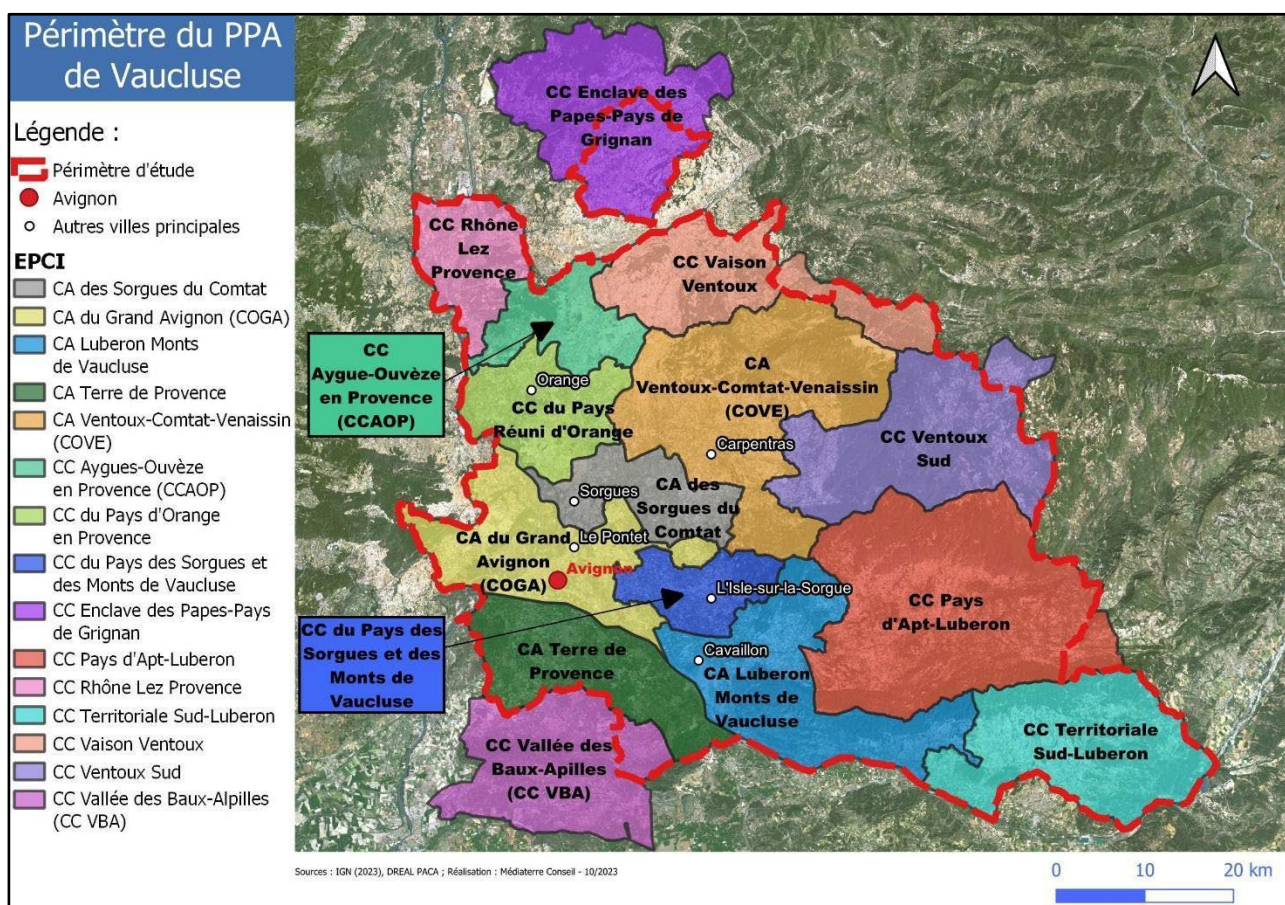 Périmètre du PPA
de Vaucluse
Légende :
Périmètre d'étude
Avignon
Autres villes principales
EPCI
CA des Sorgues du Comtat
CA du Grand Avignon (COGA)
CA Luberon Monts
de Vaucluse
CA Terre de Provence
CA Ventoux-Comtat-Venaissin
(COVE)
CC Aygues-Ouvèze
en Provence (CCAOP)
CC du Pays d'Orange
en Provence
CC du Pays des Sorgues et
des Monts de Vaucluse
CC Enclave des Papes-Pays
de Grignan
CC Pays d'Apt-Luberon
CC Rhône Lez Provence
CC Territoriale Sud-Luberon
CC Vaison Ventoux
CC Ventoux Sud
CC Vallée des Baux-Alpilles
(CC VBA)
CC Enclave des
Papes-Pays de
Grignan
CC Rhône
Lez
Provence
CC Vaison
Ventoux
CC
Aygue-Ouvèze
en Provence
(CCAOP)
Orange
CC du Pays
Réuni d'Orange
CA
Ventoux-Comtat-Venaissin
(COVE)
Carpentras
CC Ventoux
Sud
Sorgues
CA des
Sorgues du
Comtat
Le Pontet
CA du Grand
Avignon
(COGA)
Avignon
L'Isle-sur-la-Sorgue
CC Pays
d'Apt-Luberon
CC du Pays des
Sorgues et des
Monts de
Vaucluse
CA Terre de
Provence
Cavaillon
CA Luberon
Monts de
Vaucluse
CC Territoriale
Sud-Luberon
CC Vallée des
Baux-Apilles
(CC VBA)
Sources : IGN (2023), DREAL PACA ; Réalisation : Médiaterre Conseil - 10/2023
0 10 20 km